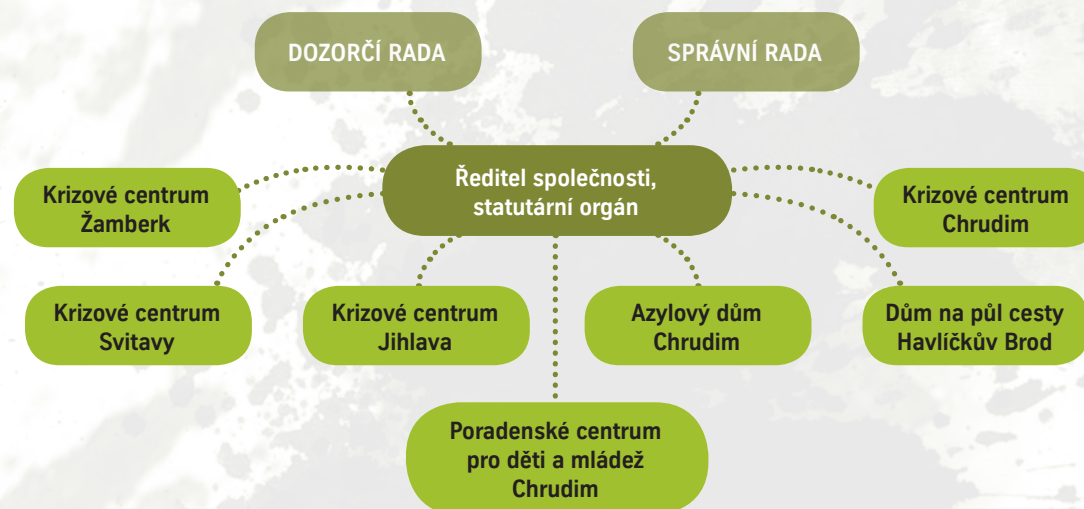 DOZORČÍ RADA
SPRÁVNÍ RADA
Ředitel společnosti,
statutární orgán
Krizové centrum
Žamberk
Krizové centrum
Chrudim
Krizové centrum
Svitavy
Krizové centrum
Jihlava
Azylový dům
Chrudim
Dům na půl cesty
Havlíčkův Brod
Poradenské centrum
pro děti a mládež
Chrudim